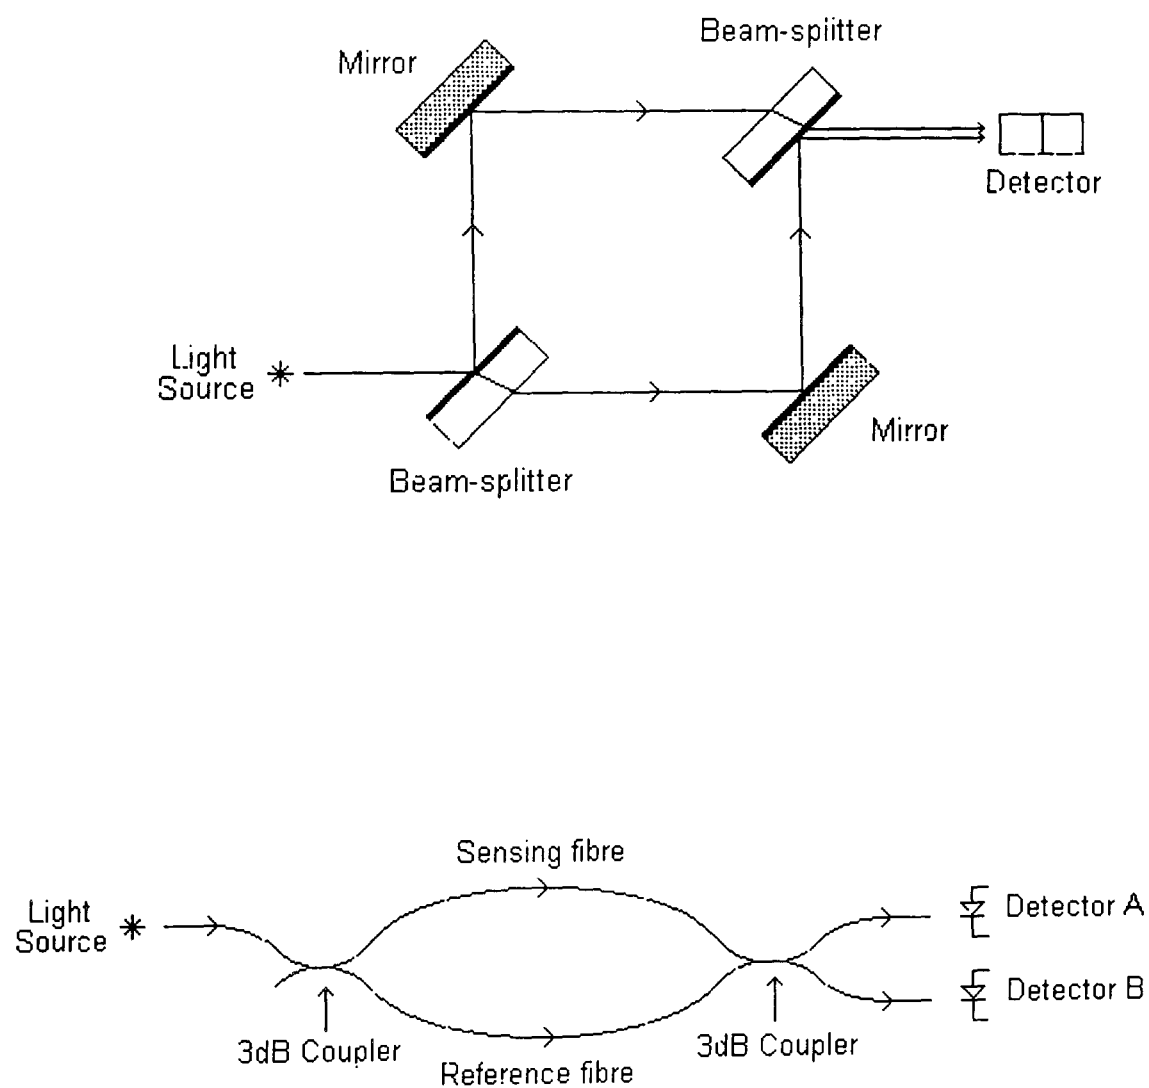 Beam-spiitter
Mirror
Detector
Light
Source
Mirror
Beam-splitter
Sensing fibre
Light
Source
Detector A
Detector B
3dB Coupler
3dB Coupler
Reference fibre